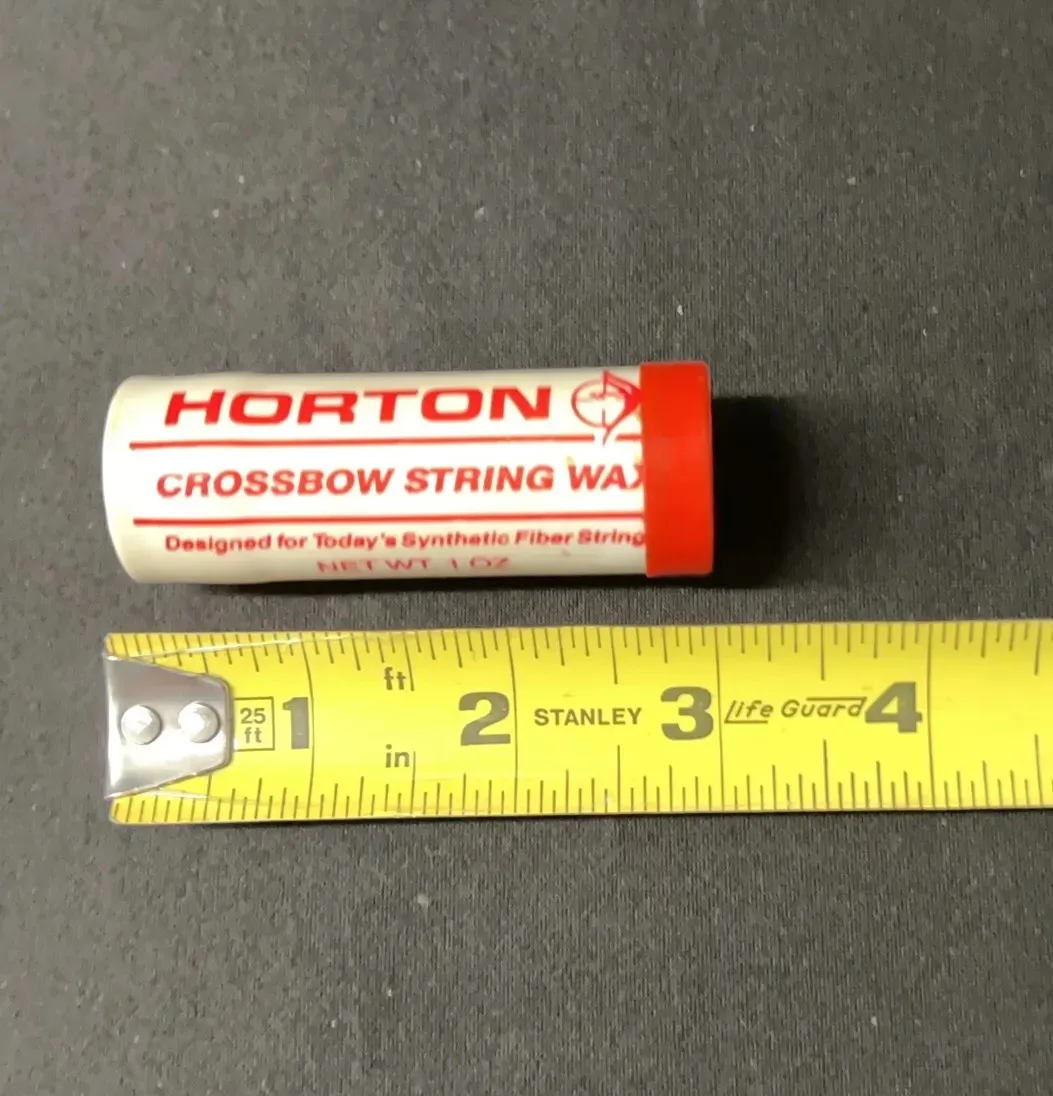 HORTON
CROSSBOW STRING WAX
Designed for Today's Synthetic Fiber String
NET WT 1 OZ
ft
25 ft 1 2 STANLEY 3 life Guard 4
in